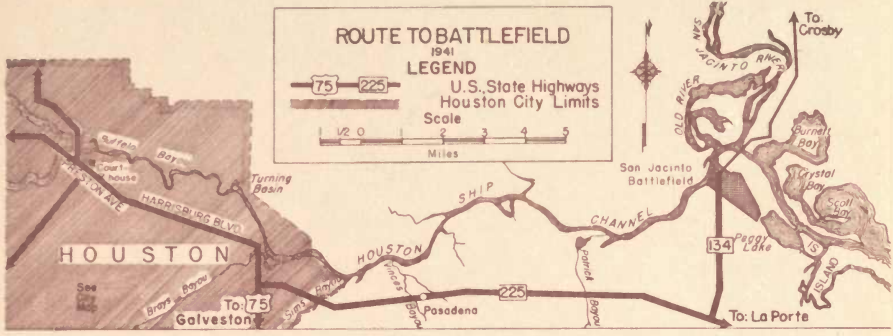 ROUTE TO BATTLEFIELD
1941
LEGEND
75 225 U.S., State Highways
Houston City Limits
Scale
1 1/2 0 1 2 3 4 5
Miles
To:
Crosby
SAN JACINTO RIVER
OLD RIVER
Burnett
Bay
Crystal
Bay
Scott
Bay
San Jacinto
Battlefield
Buffalo Bayou
Court-
house
Turning
Basin
PRESTON AVE.
HARRISBURG BLVD.
HOUSTON
HOUSTON SHIP CHANNEL
134
Peggy
Lake
ISLAND
See
City
Map
Brays Bayou
Sims Bayou
Vinces
Bayou
Patrick
Bayou
To: 75
Galveston
Pasadena
225
To: La Porte